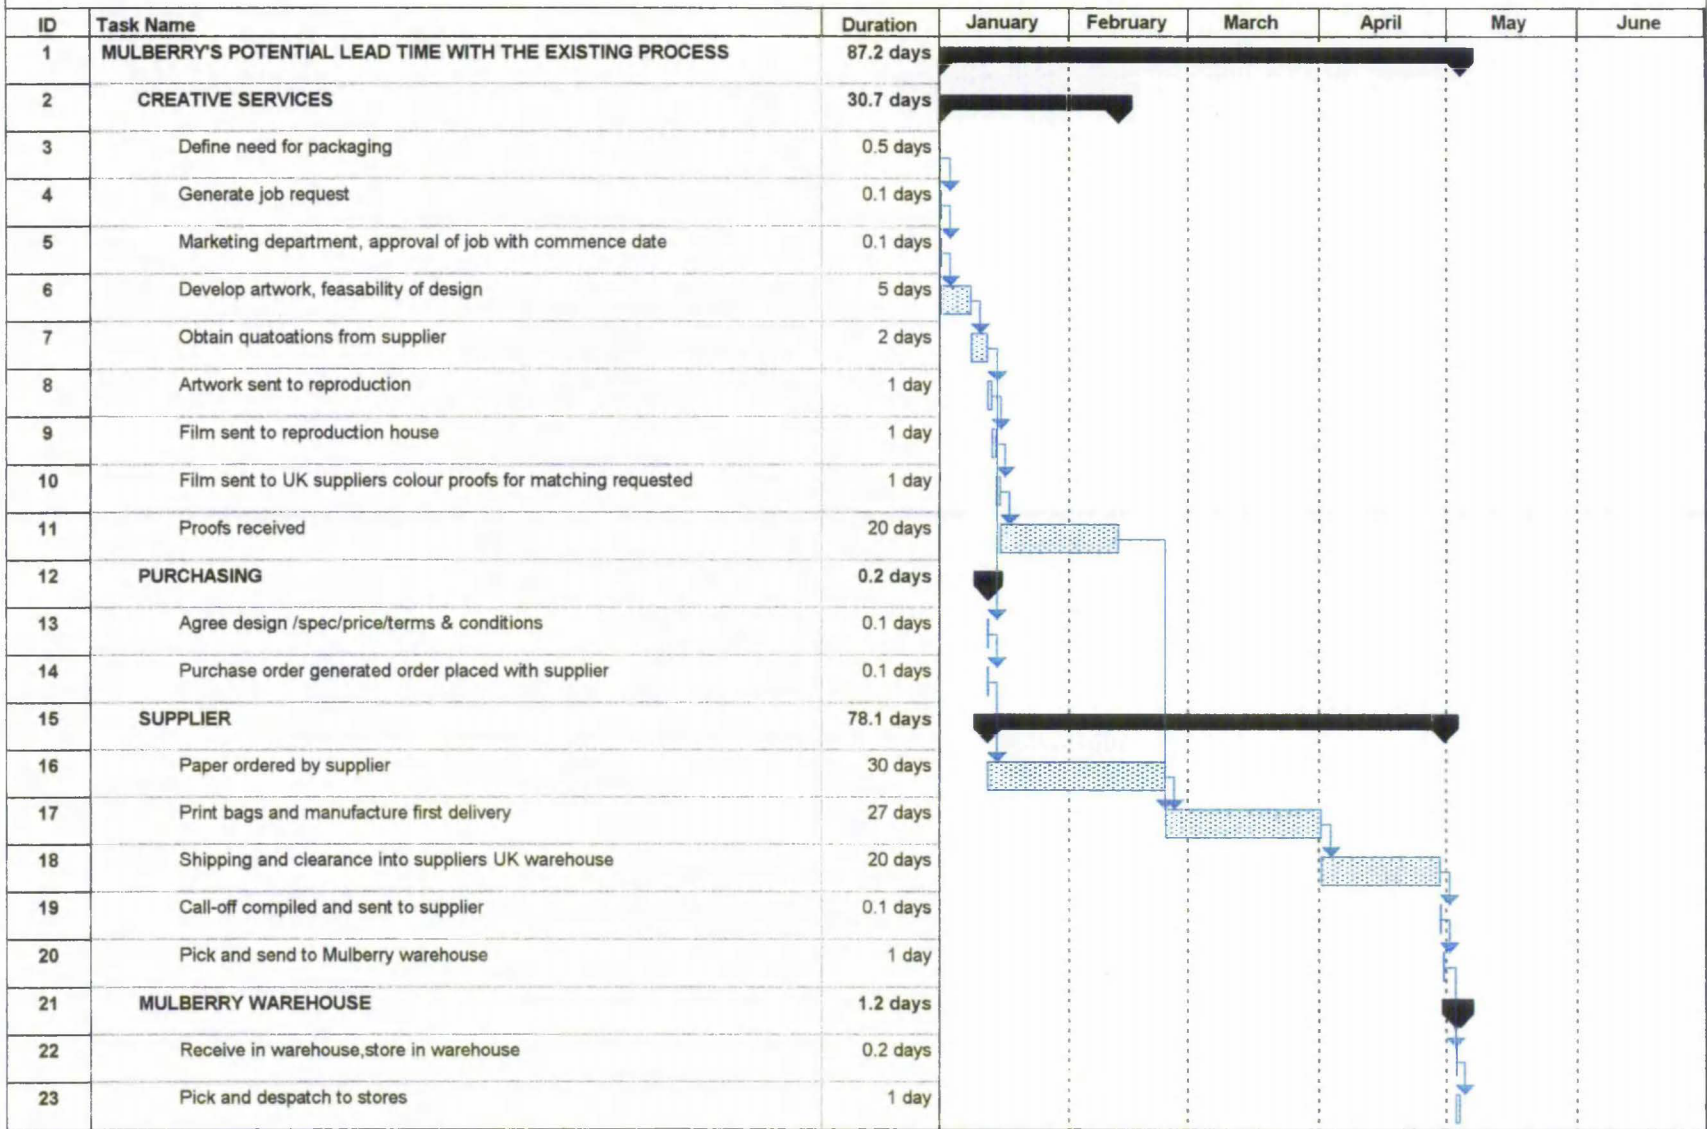 ID Task Name Duration January February March April May June
1 MULBERRY'S POTENTIAL LEAD TIME WITH THE EXISTING PROCESS 87.2 days
2 CREATIVE SERVICES 30.7 days
3 Define need for packaging 0.5 days
4 Generate job request 0.1 days
5 Marketing department, approval of job with commence date 0.1 days
6 Develop artwork, feasability of design 5 days
7 Obtain quatoations from supplier 2 days
8 Artwork sent to reproduction 1 day
9 Film sent to reproduction house 1 day
10 Film sent to UK suppliers colour proofs for matching requested 1 day
11 Proofs received 20 days
12 PURCHASING 0.2 days
13 Agree design /spec/price/terms & conditions 0.1 days
14 Purchase order generated order placed with supplier 0.1 days
15 SUPPLIER 78.1 days
16 Paper ordered by supplier 30 days
17 Print bags and manufacture first delivery 27 days
18 Shipping and clearance into suppliers UK warehouse 20 days
19 Call-off compiled and sent to supplier 0.1 days
20 Pick and send to Mulberry warehouse 1 day
21 MULBERRY WAREHOUSE 1.2 days
22 Receive in warehouse,store in warehouse 0.2 days
23 Pick and despatch to stores 1 day